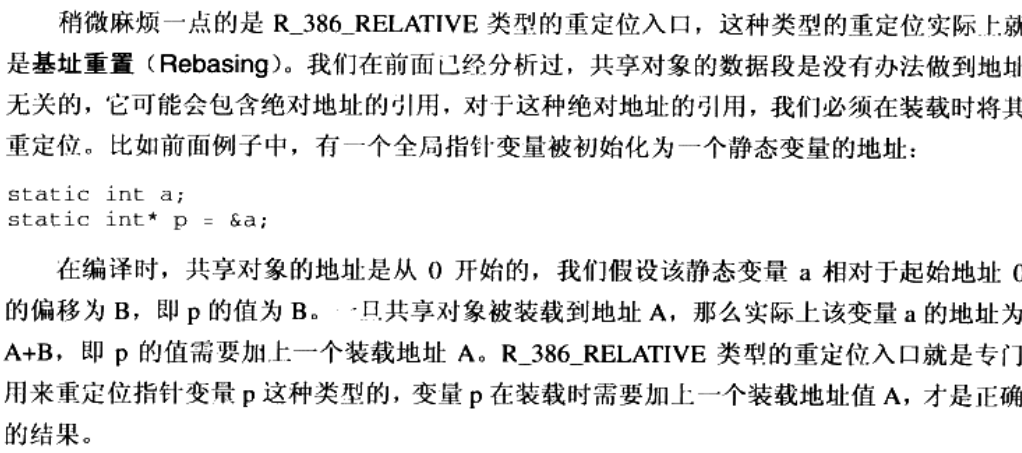 稍微麻烦一点的是 R_386_RELATIVE 类型的重定位入口，这种类型的重定位实际上就
是基址重置（Rebasing）。我们在前面已经分析过，共享对象的数据段是没有办法做到地址
无关的，它可能会包含绝对地址的引用，对于这种绝对地址的引用，我们必须在装载时将其
重定位。比如前面例子中，有一个全局指针变量被初始化为一个静态变量的地址：
static int a;
static int* p = &a;
在编译时，共享对象的地址是从 0 开始的，我们假设该静态变量 a 相对于起始地址 0
的偏移为 B，即 p 的值为 B。一旦共享对象被装载到地址 A，那么实际上该变量 a 的地址为
A+B，即 p 的值需要加上一个装载地址 A。R_386_RELATIVE 类型的重定位入口就是专门
用来重定位指针变量 p 这种类型的，变量 p 在装载时需要加上一个装载地址值 A，才是正确
的结果。